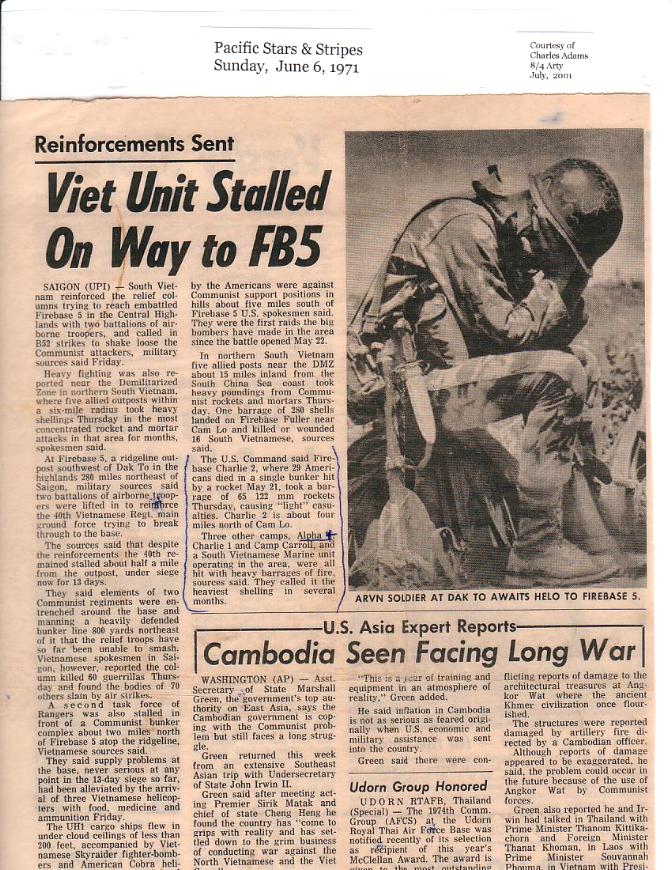 Pacific Stars & Stripes
Sunday, June 6, 1971
Courtesy of
Charles Adams
8/4 Arty
July, 2001
Reinforcements Sent
Viet Unit Stalled
On Way to FB5
SAIGON (UPI) — South Viet-
nam reinforced the relief col-
umns trying to reach embattled
Firebase 5 in the Central High-
lands with two battalions of air-
borne troopers, and called in
B52 strikes to shake loose the
Communist attackers, military
sources said Friday.
Heavy fighting was also re-
ported near the Demilitarized
Zone in northern South Vietnam,
where five allied outposts within
a six-mile radius took heavy
shellings Thursday in the most
concentrated rocket and mortar
attacks in that area for months,
spokesmen said.
At Firebase 5, a ridgeline out-
post southwest of Dak To in the
highlands 280 miles northeast of
Saigon, military sources said
two battalions of airborne troop-
ers were lifted in to reinforce
the 40th Vietnamese Regt. main
ground force trying to break
through to the base.
The sources said that despite
the reinforcements the 40th re-
mained stalled about half a mile
from the outpost, under siege
now for 13 days.
They said elements of two
Communist regiments were en-
trenched around the base and
manning a heavily defended
bunker line 800 yards northeast
of it that the relief troops have
so far been unable to smash.
Vietnamese spokesmen in Sai-
gon, however, reported the col-
umn killed 60 guerrillas Thurs-
day and found the bodies of 70
others slain by air strikes.
A second task force of
Rangers was also stalled in
front of a Communist bunker
complex about two miles north
of Firebase 5 atop the ridgeline,
Vietnamese sources said.
They said supply problems at
the base, never serious at any
point in the 13-day siege so far,
had been alleviated by the arriv-
al of three Vietnamese helicop-
ters with food, medicine and
ammunition Friday.
The UH1 cargo ships flew in
under cloud ceilings of less than
200 feet, accompanied by Viet-
namese Skyraider fighter-bomb-
ers and American Cobra heli-
by the Americans were against
Communist support positions in
hills about five miles south of
Firebase 5 U.S. spokesmen said.
They were the first raids the big
bombers have made in the area
since the battle opened May 22.
In northern South Vietnam
five allied posts near the DMZ
about 15 miles inland from the
South China Sea coast took
heavy poundings from Commu-
nist rockets and mortars Thurs-
day. One barrage of 280 shells
landed on Firebase Fuller near
Cam Lo and killed or wounded
16 South Vietnamese, sources
said.
The U.S. Command said Fire-
base Charlie 2, where 29 Ameri-
cans died in a single bunker hit
by a rocket May 21, took a bar-
rage of 65 122 mm rockets
Thursday, causing "light" casu-
alties. Charlie 2 is about four
miles north of Cam Lo.
Three other camps, Alpha 4
Charlie 1 and Camp Carroll, and
a South Vietnamese Marine unit
operating in the area, were all
hit with heavy barrages of fire,
sources said. They called it the
heaviest shelling in several
months.
ARVN SOLDIER AT DAK TO AWAITS HELO TO FIREBASE 5.
U.S. Asia Expert Reports
Cambodia Seen Facing Long War
WASHINGTON (AP) — Asst.
Secretary of State Marshall
Green, the government's top au-
thority on East Asia, says the
Cambodian government is cop-
ing with the Communist prob-
lem but still faces a long strug-
gle.
Green returned this week
from an extensive Southeast
Asian trip with Undersecretary
of State John Irwin II.
Green said after meeting act-
ing Premier Sirik Matak and
chief of state Cheng Heng he
found the country has "come to
grips with reality and has set-
tled down to the grim business
of conducting war against the
North Vietnamese and the Viet
"This is a year of training and
equipment in an atmosphere of
reality," Green added.
He said inflation in Cambodia
is not as serious as feared origi-
nally when U.S. economic and
military assistance was sent
into the country.
Green said there were con-
Udorn Group Honored
UDORN RTAFB, Thailand
(Special) — The 1974th Comm.
Group (AFCS) at the Udorn
Royal Thai Air Force Base was
notified recently of its selection
as recipient of this year's
McClellan Award. The award is
given to the most outstanding
flicting reports of damage to the
architectural treasures at Ang-
kor Wat where the ancient
Khmer civilization once flour-
ished.
The structures were reported
damaged by artillery fire di-
rected by a Cambodian officer.
Although reports of damage
appeared to be exaggerated, he
said, the problem could occur in
the future because of the use of
Angkor Wat by Communist
forces.
Green also reported he and Ir-
win had talked in Thailand with
Prime Minister Thanom Kittika-
chorn and Foreign Minister
Thanat Khoman, in Laos with
Prime Minister Souvannah
Phouma, in Vietnam with Presi-